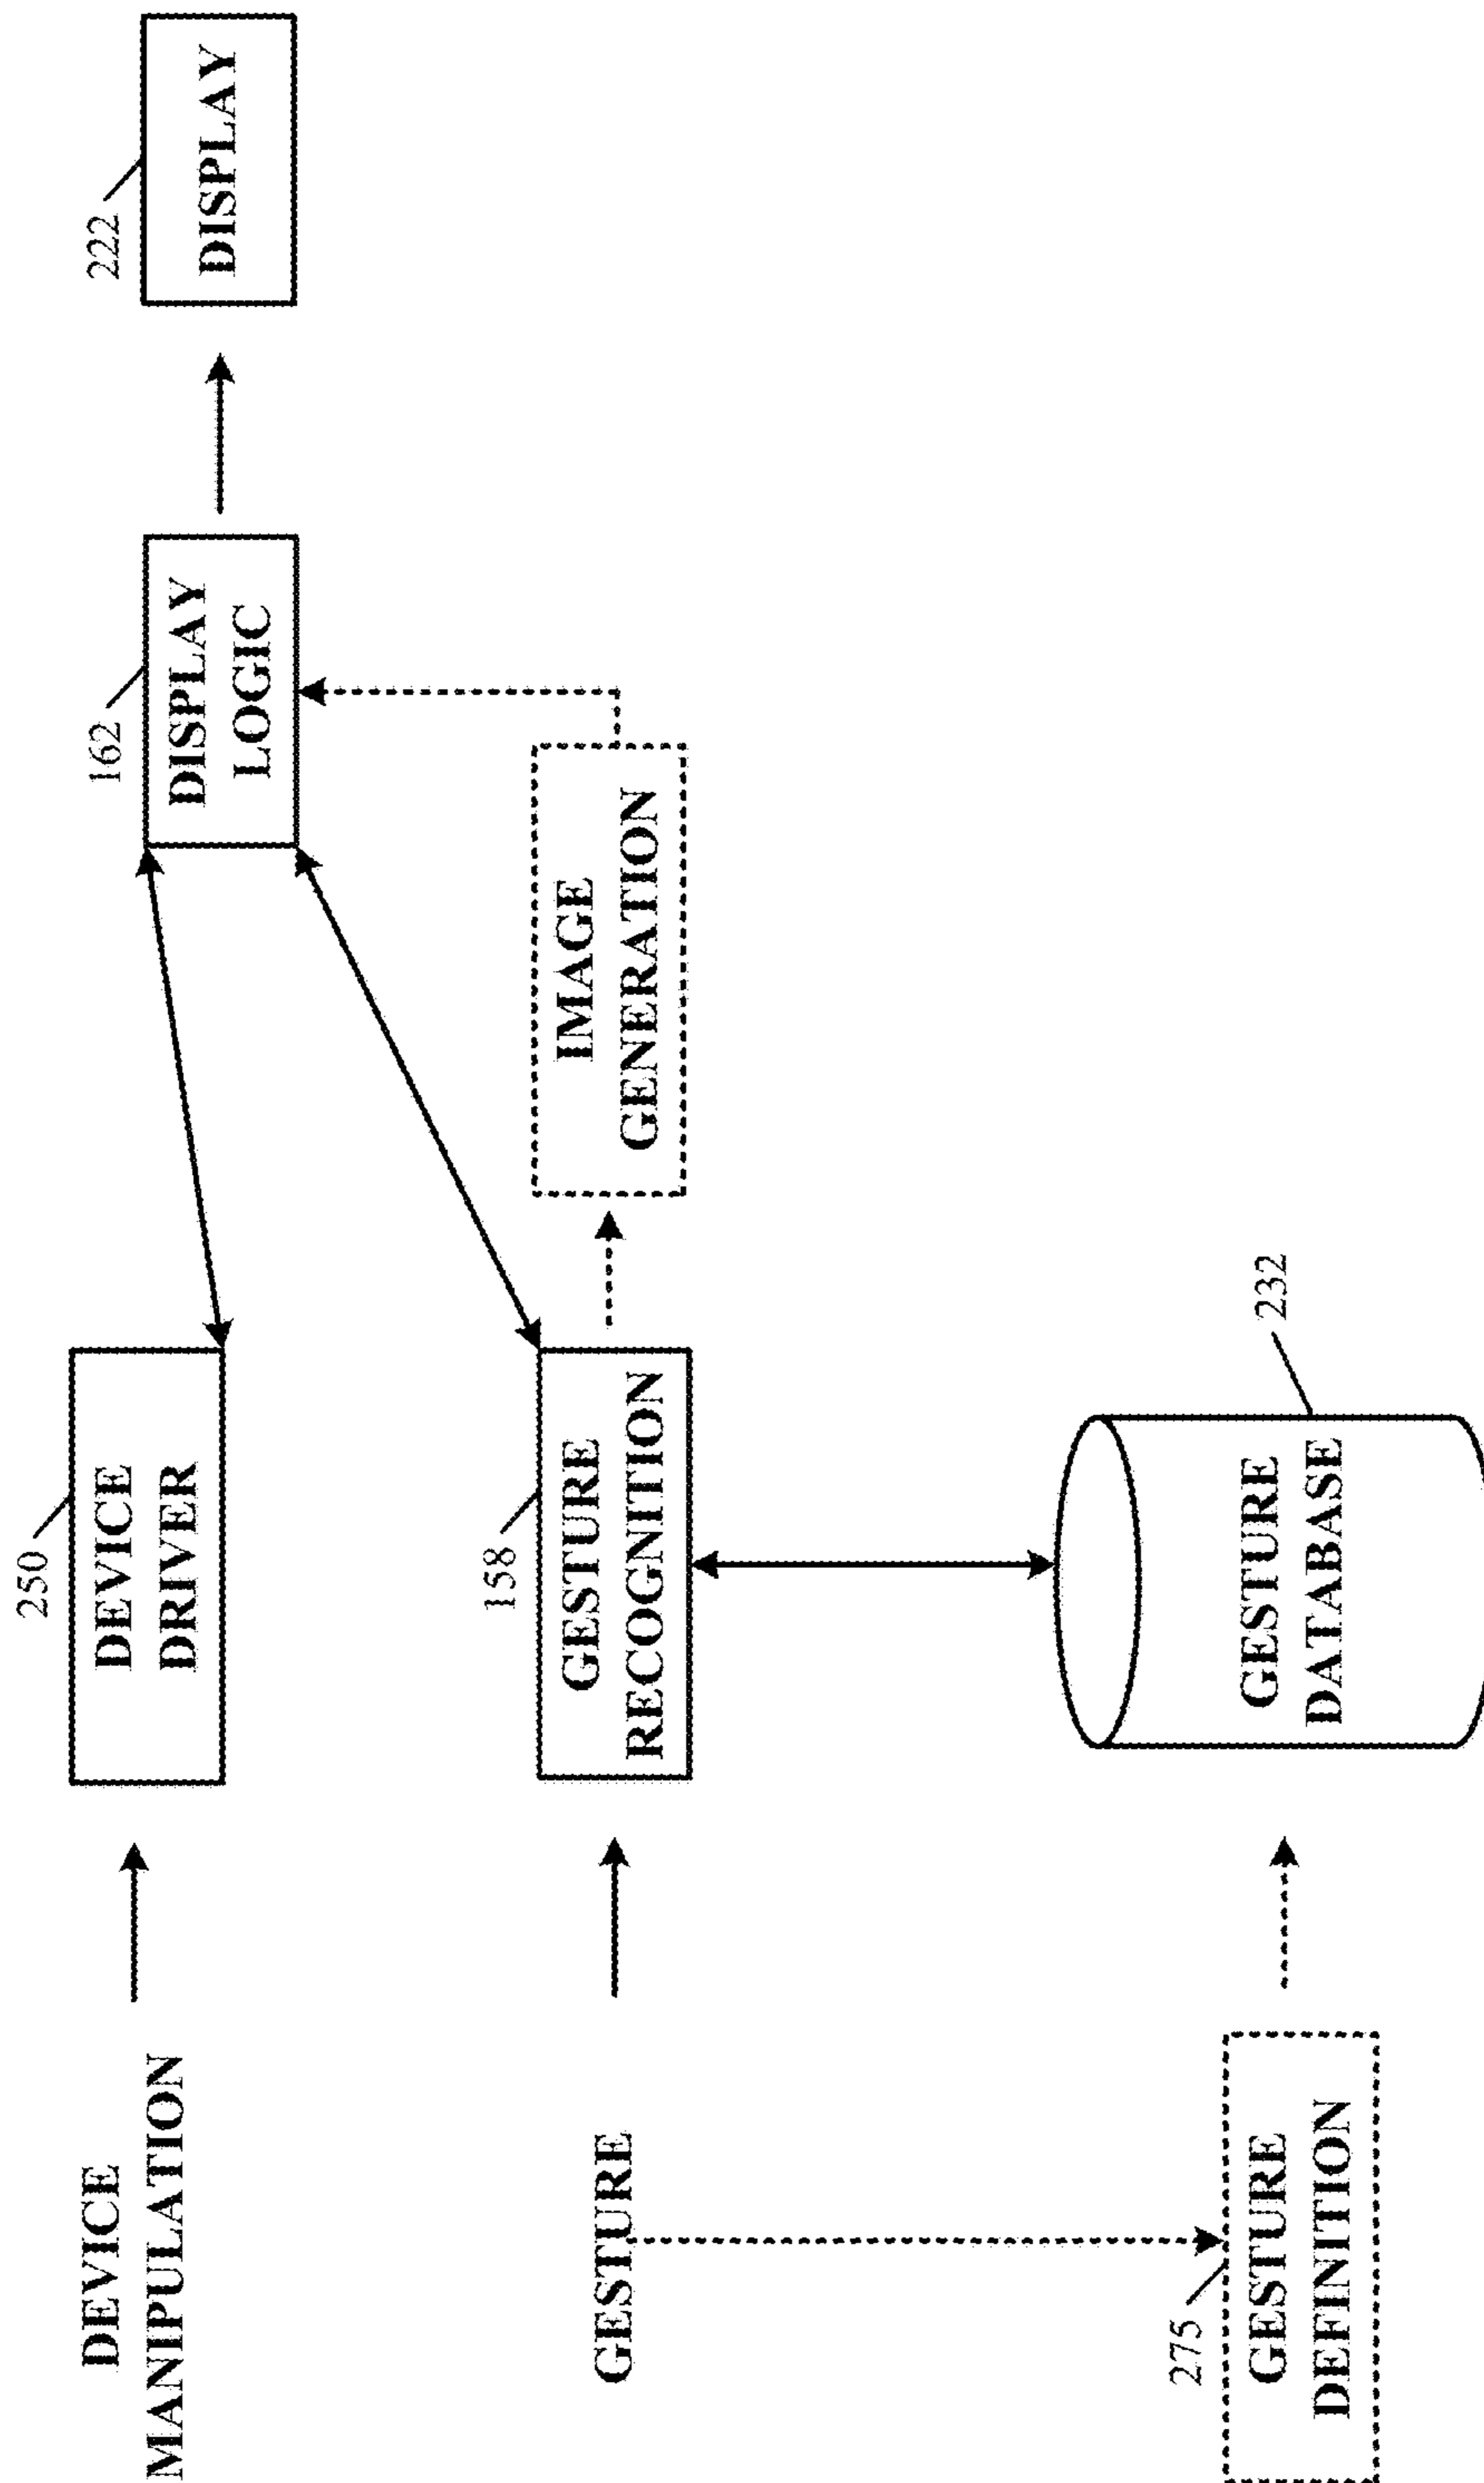 DEVICE
MANIPULATION
250
DEVICE
DRIVER
162
DISPLAY
LOGIC
222
DISPLAY
GESTURE
158
GESTURE
RECOGNITION
IMAGE
GENERATION
275
GESTURE
DEFINITION
GESTURE
DATABASE
232